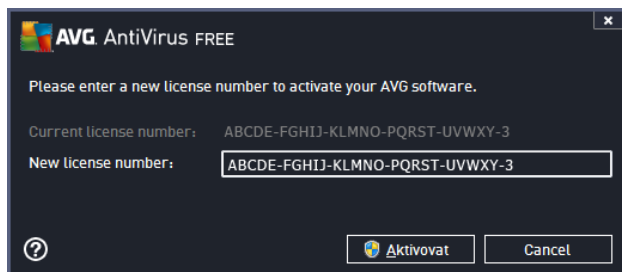 AVG. AntiVirus FREE
x
Please enter a new license number to activate your AVG software.
Current license number: ABCDE-FGHIJ-KLMNO-PQRST-UVWXY-3
New license number: ABCDE-FGHIJ-KLMNO-PQRST-UVWXY-3
? Aktivovat Cancel